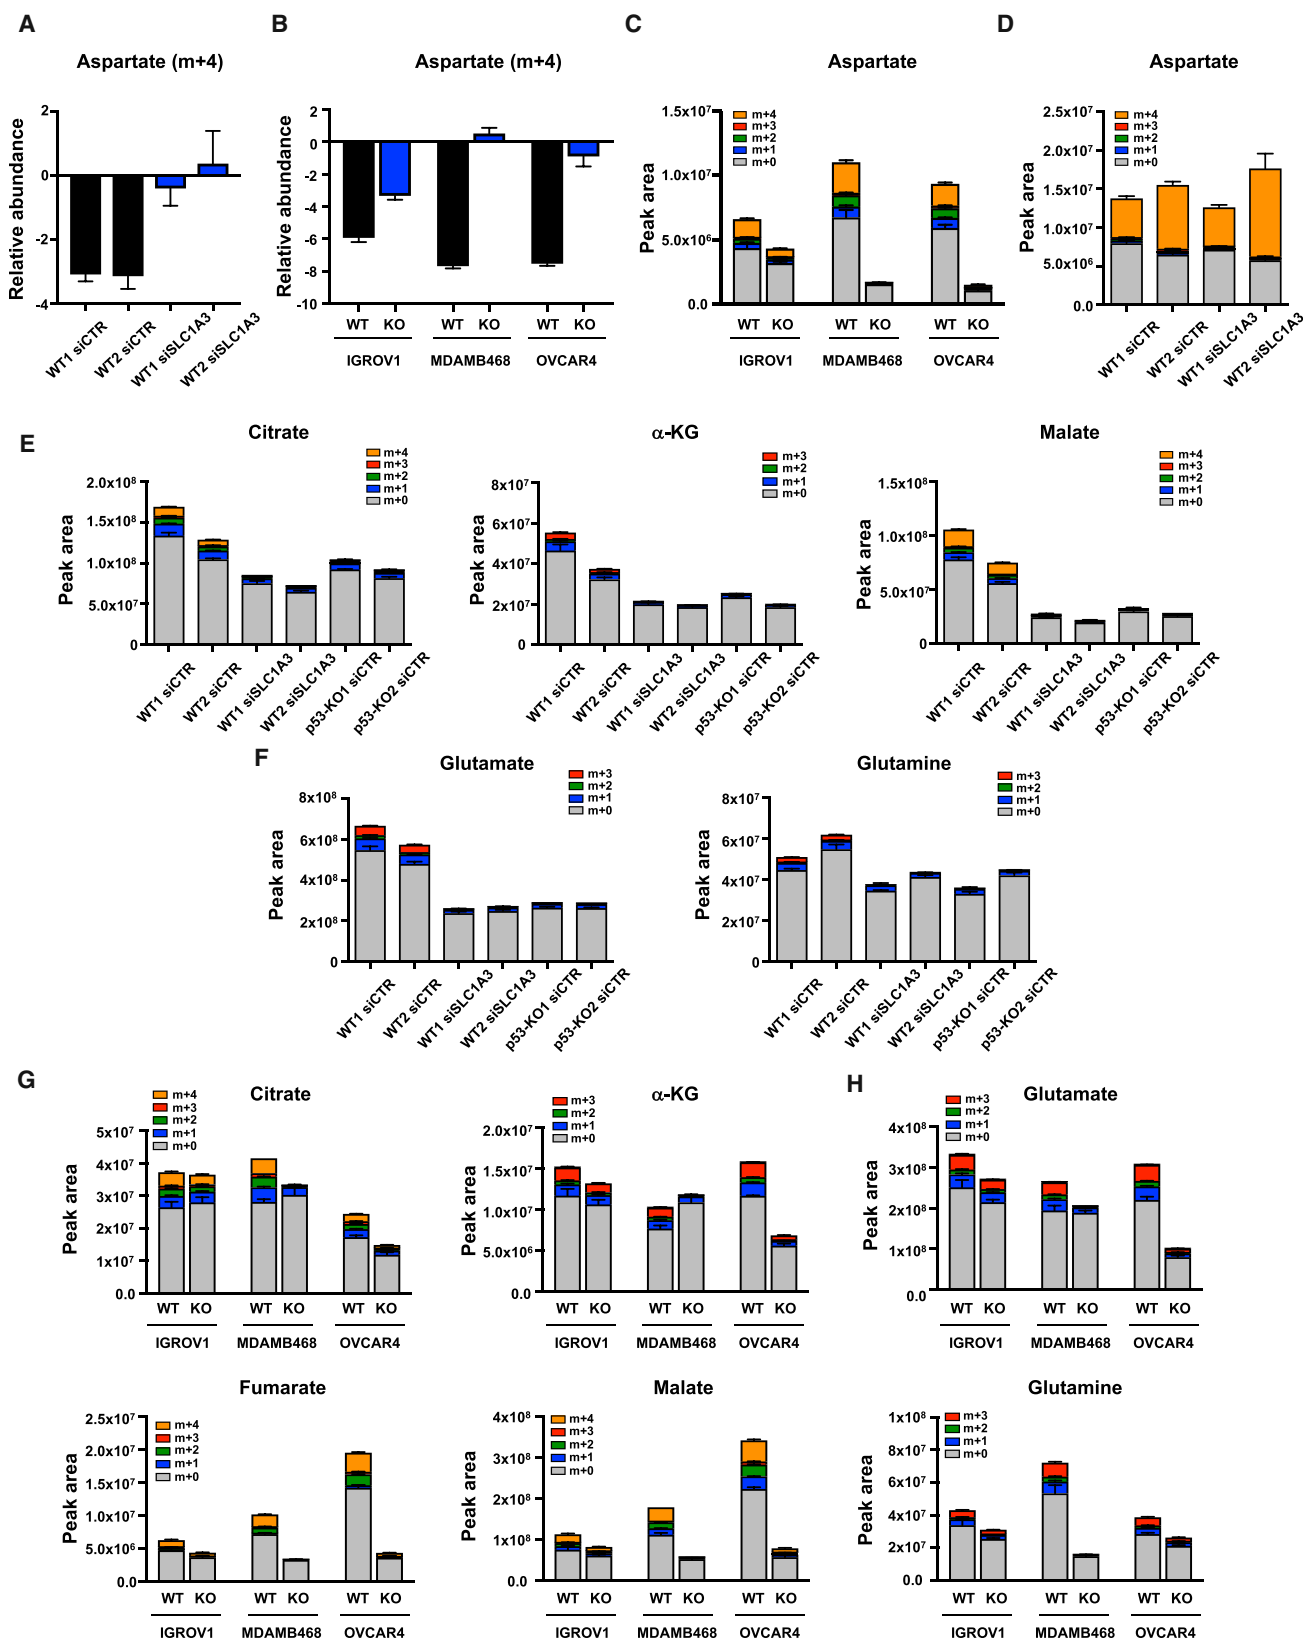 A
Aspartate (m+4)
Relative abundance
2
0
-2
-4
WT1 siCTR
WT2 siCTR
WT1 siSLC1A3
WT2 siSLC1A3
B
Aspartate (m+4)
Relative abundance
2
0
-2
-4
-6
-8
-10
WT KO WT KO WT KO
IGROV1 MDAMB468 OVCAR4
C
Aspartate
Peak area
1.5x10⁷
1.0x10⁷
5.0x10⁶
0.0
m+4
m+3
m+2
m+1
m+0
WT KO WT KO WT KO
IGROV1 MDAMB468 OVCAR4
D
Aspartate
Peak area
2.5x10⁷
2.0x10⁷
1.5x10⁷
1.0x10⁷
5.0x10⁶
0.0
m+4
m+3
m+2
m+1
m+0
WT1 siCTR
WT2 siCTR
WT1 siSLC1A3
WT2 siSLC1A3
E
Citrate
Peak area
2.0x10⁸
1.5x10⁸
1.0x10⁸
5.0x10⁷
0
m+4
m+3
m+2
m+1
m+0
WT1 siCTR
WT2 siCTR
WT1 siSLC1A3
WT2 siSLC1A3
p53-KO1 siCTR
p53-KO2 siCTR
α-KG
Peak area
8x10⁷
6x10⁷
4x10⁷
2x10⁷
0
m+3
m+2
m+1
m+0
WT1 siCTR
WT2 siCTR
WT1 siSLC1A3
WT2 siSLC1A3
p53-KO1 siCTR
p53-KO2 siCTR
Malate
Peak area
1.5x10⁸
1.0x10⁸
5.0x10⁷
0
m+4
m+3
m+2
m+1
m+0
WT1 siCTR
WT2 siCTR
WT1 siSLC1A3
WT2 siSLC1A3
p53-KO1 siCTR
p53-KO2 siCTR
F
Glutamate
Peak area
8x10⁸
6x10⁸
4x10⁸
2x10⁸
0
m+3
m+2
m+1
m+0
WT1 siCTR
WT2 siCTR
WT1 siSLC1A3
WT2 siSLC1A3
p53-KO1 siCTR
p53-KO2 siCTR
Glutamine
Peak area
8x10⁷
6x10⁷
4x10⁷
2x10⁷
0
m+3
m+2
m+1
m+0
WT1 siCTR
WT2 siCTR
WT1 siSLC1A3
WT2 siSLC1A3
p53-KO1 siCTR
p53-KO2 siCTR
G
Citrate
Peak area
5x10⁷
4x10⁷
3x10⁷
2x10⁷
1x10⁷
0.0
m+4
m+3
m+2
m+1
m+0
WT KO WT KO WT KO
IGROV1 MDAMB468 OVCAR4
α-KG
Peak area
2.0x10⁷
1.5x10⁷
1.0x10⁷
5.0x10⁶
0.0
m+3
m+2
m+1
m+0
WT KO WT KO WT KO
IGROV1 MDAMB468 OVCAR4
H
Glutamate
Peak area
4x10⁸
3x10⁸
2x10⁸
1x10⁸
0.0
m+3
m+2
m+1
m+0
WT KO WT KO WT KO
IGROV1 MDAMB468 OVCAR4
Fumarate
Peak area
2.5x10⁷
2.0x10⁷
1.5x10⁷
1.0x10⁷
5.0x10⁶
0.0
m+4
m+3
m+2
m+1
m+0
WT KO WT KO WT KO
IGROV1 MDAMB468 OVCAR4
Malate
Peak area
4x10⁸
3x10⁸
2x10⁸
1x10⁸
0.0
m+4
m+3
m+2
m+1
m+0
WT KO WT KO WT KO
IGROV1 MDAMB468 OVCAR4
Glutamine
Peak area
1x10⁸
8x10⁷
6x10⁷
4x10⁷
2x10⁷
0.0
m+3
m+2
m+1
m+0
WT KO WT KO WT KO
IGROV1 MDAMB468 OVCAR4